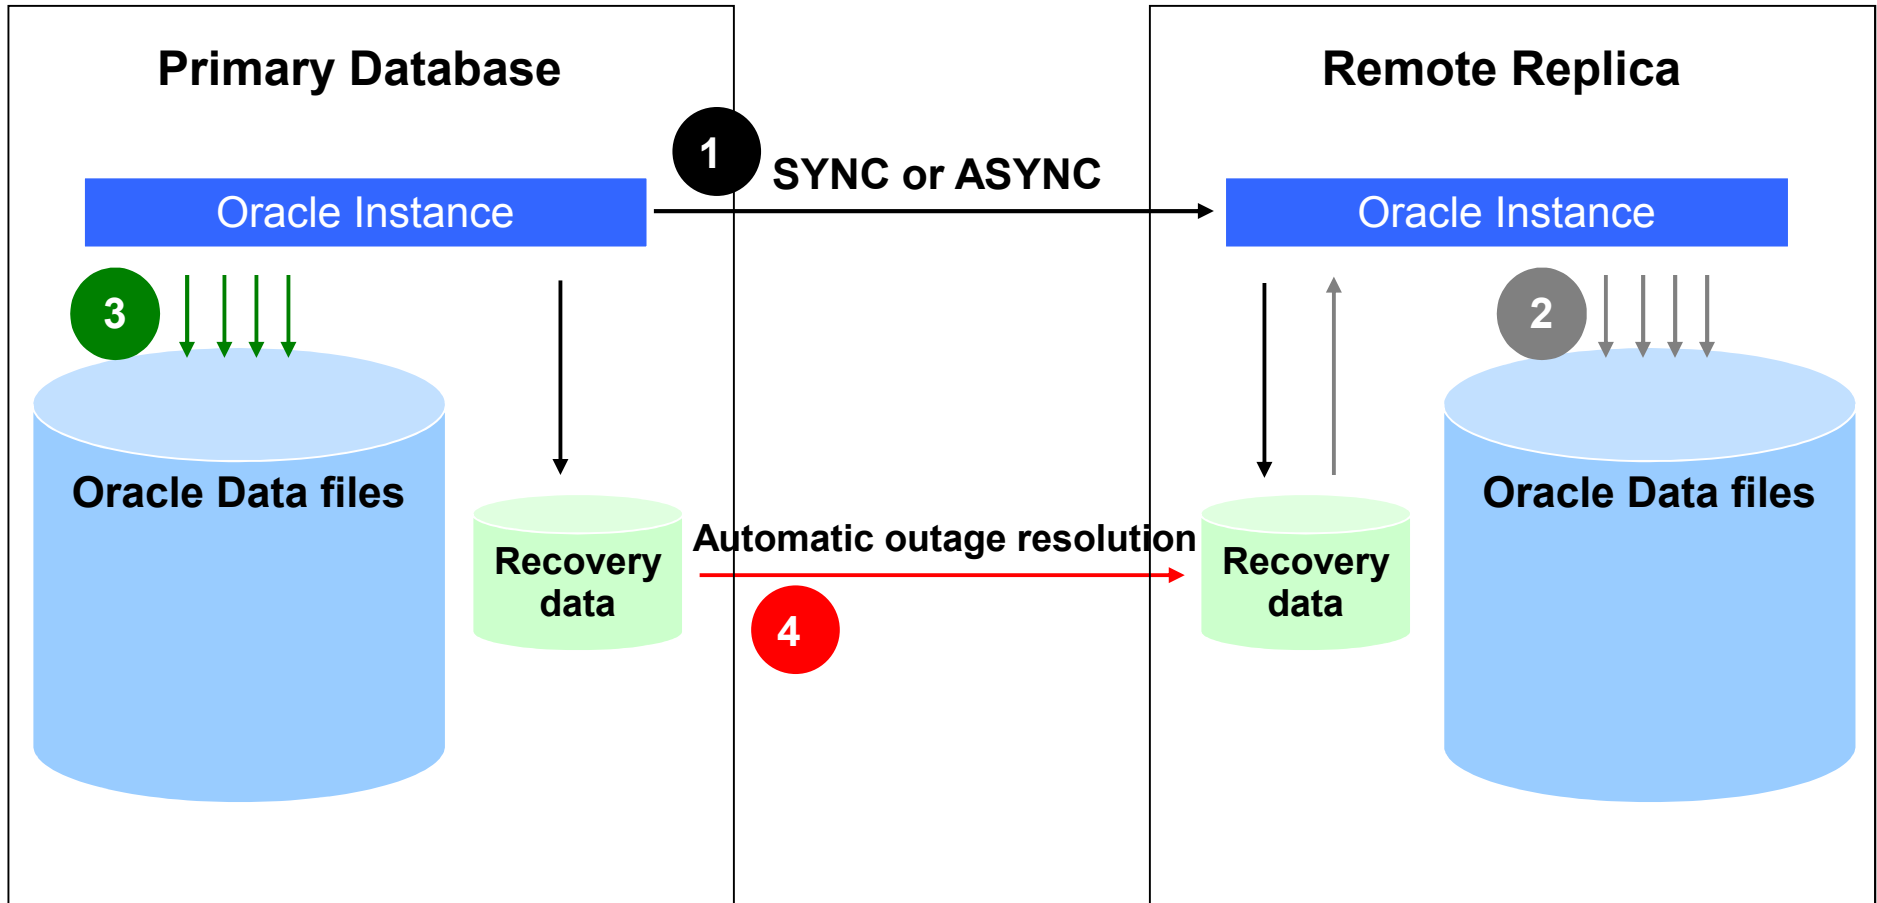 Primary Database
Remote Replica
1
SYNC or ASYNC
Oracle Instance
Oracle Instance
3
2
Oracle Data files
Oracle Data files
Automatic outage resolution
Recovery
data
Recovery
data
4